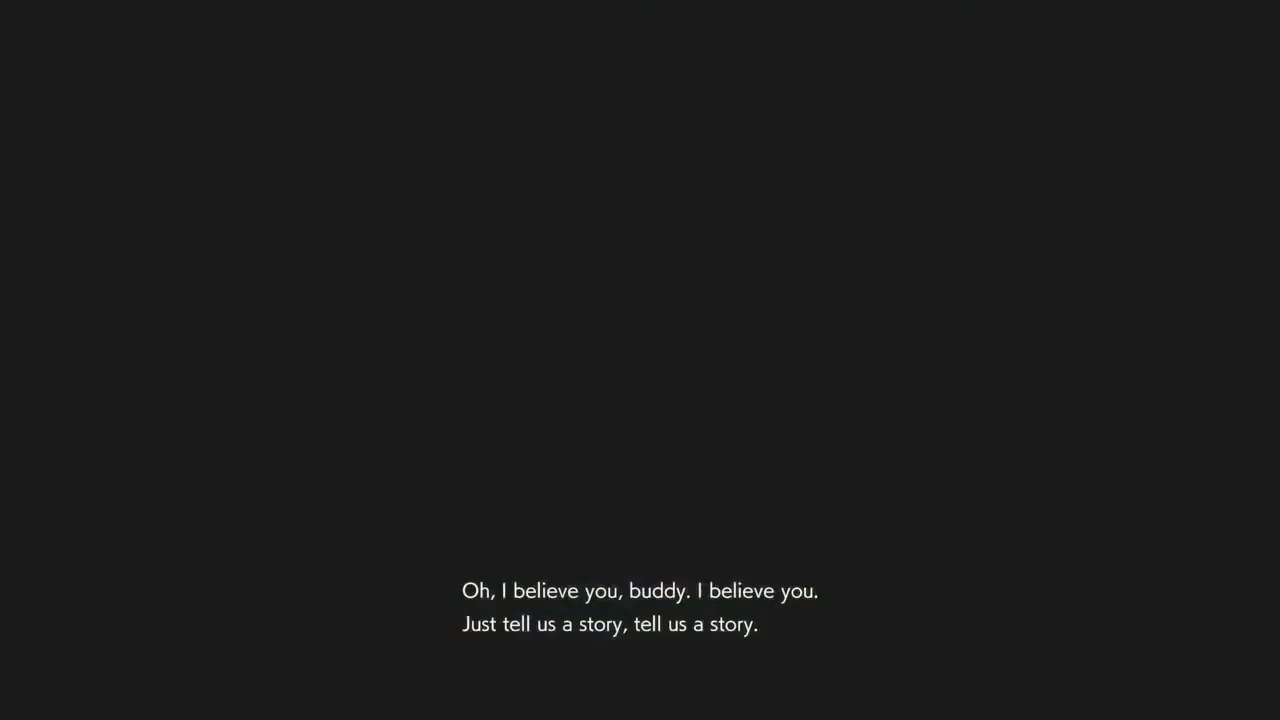 Oh, I believe you, buddy. I believe you.
Just tell us a story, tell us a story.